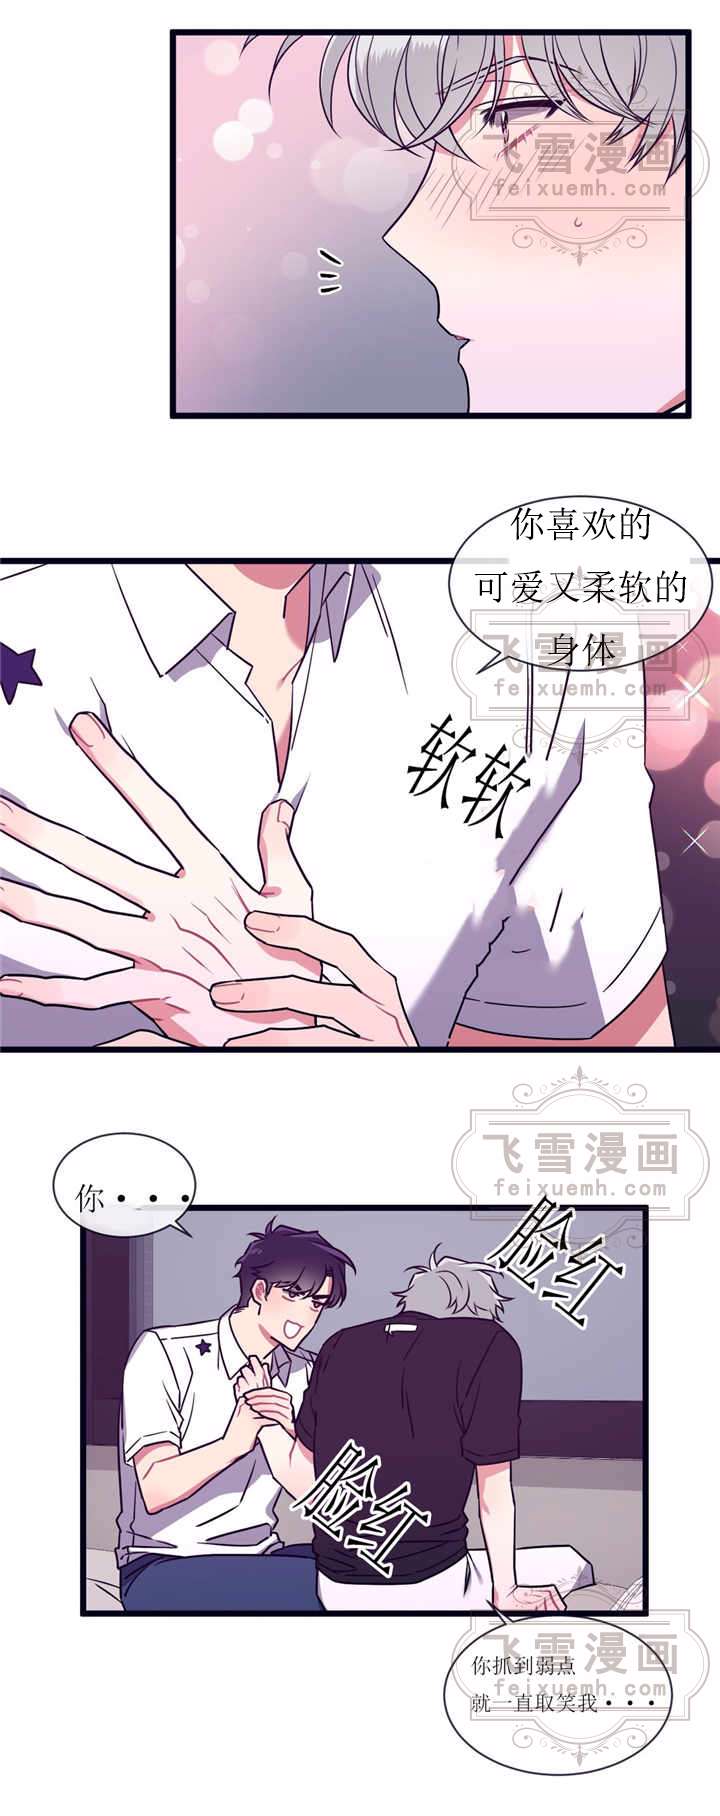 飞雪漫画
feixuemh.com
你喜欢的
可爱又柔软的
身体
飞雪漫画
feixuemh.com
软软
飞雪漫画
feixuemh.com
你・・・
脸红
脸红
飞雪漫画
feixuemh.com
你抓到弱点
就一直取笑我・・・